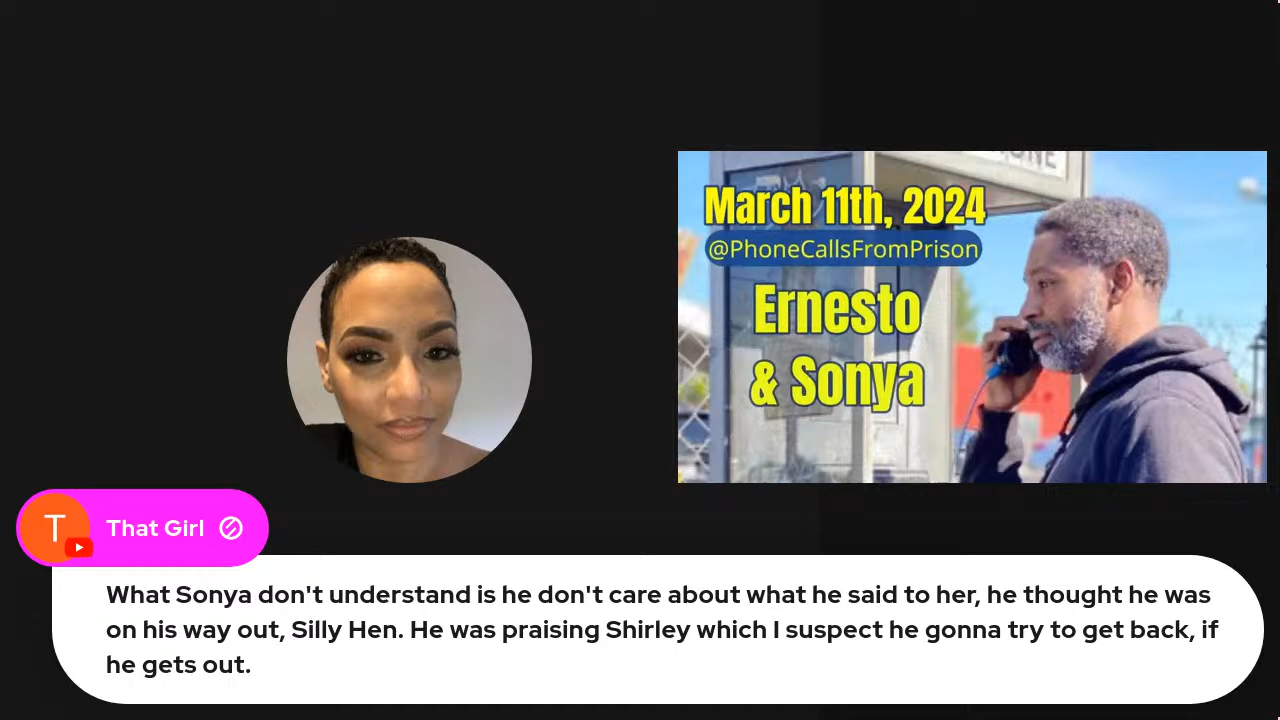 ONE
March 11th, 2024
@PhoneCallsFromPrison
Ernesto
& Sonya
T
That Girl
What Sonya don't understand is he don't care about what he said to her, he thought he was
on his way out, Silly Hen. He was praising Shirley which I suspect he gonna try to get back, if
he gets out.